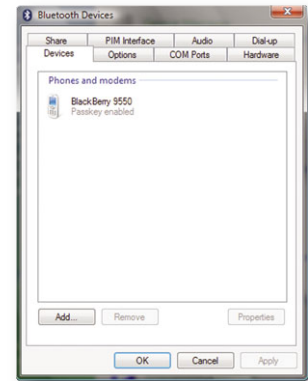 Bluetooth Devices
Share PIM Interface Audio Dial-up
Devices Options COM Ports Hardware
Phones and modems
BlackBerry 9550
Passkey enabled
Add... Remove Properties
OK Cancel Apply